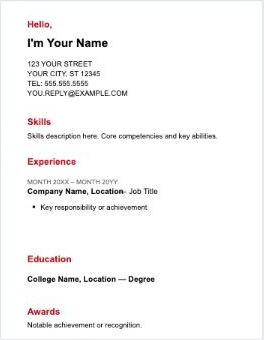 Hello,
I'm Your Name
123 YOUR STREET
YOUR CITY, ST 12345
TEL: 555.555.5555
YOU.REPLY@EXAMPLE.COM
Skills
Skills description here. Core competencies and key abilities.
Experience
MONTH 20XX – MONTH 20YY
Company Name, Location- Job Title
• Key responsibility or achievement
Education
College Name, Location — Degree
Awards
Notable achievement or recognition.